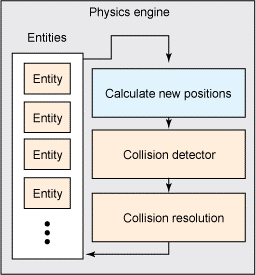 Physics engine
Entities
Entity
Entity
Entity
Entity
Calculate new positions
Collision detector
Collision resolution